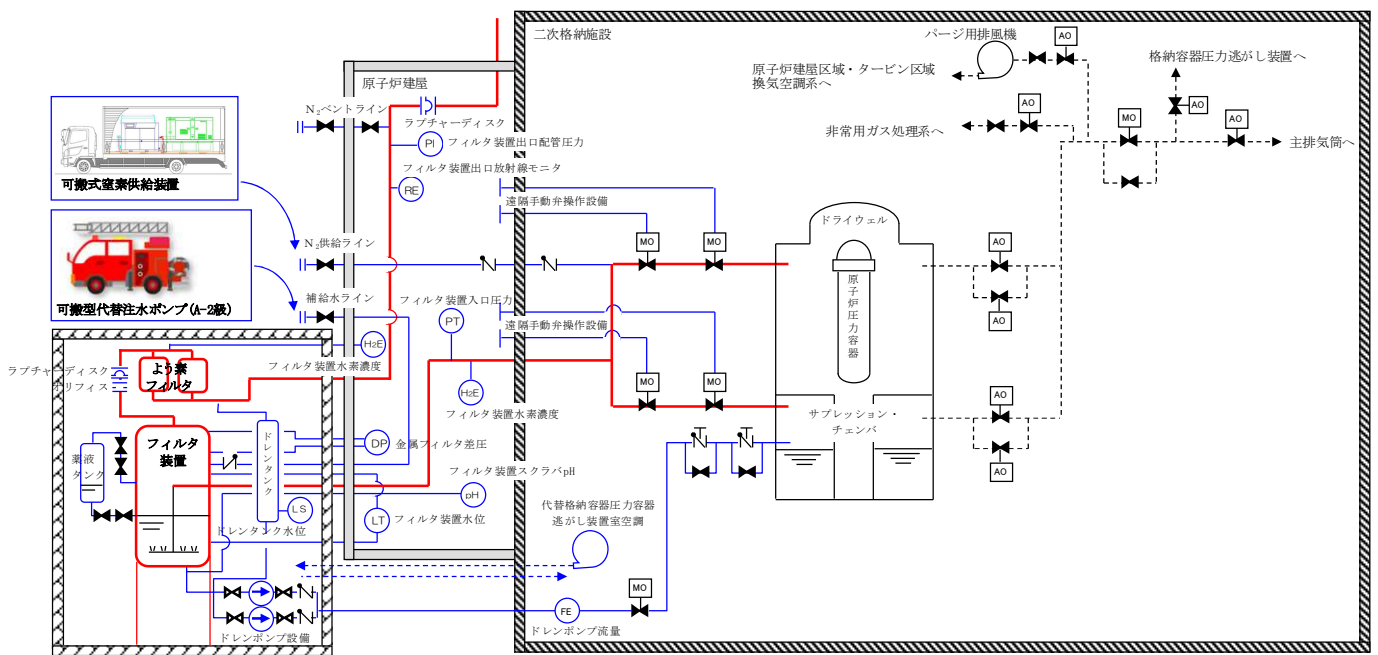 二次格納施設
パージ用排風機
AO
格納容器圧力逃がし装置へ
原子炉建屋区域・タービン区域
換気空調系へ
AO
非常用ガス処理系へ
AO
MO
AO
主排気筒へ
原子炉建屋
N₂ベントライン
ラプチャーディスク
PI
フィルタ装置出口配管圧力
フィルタ装置出口放射線モニタ
RE
遠隔手動弁操作設備
可搬式窒素供給装置
可搬型代替注水ポンプ(A-2級)
N₂供給ライン
補給水ライン
MO
MO
ドライウェル
原子炉圧力容器
AO
AO
フィルタ装置入口圧力
PT
遠隔手動弁操作設備
H₂E
フィルタ装置水素濃度
H₂E
フィルタ装置水素濃度
MO
MO
サプレッション・
チェンバ
AO
AO
ラプチャーディスク
オリフィス
よう素
フィルタ
フィルタ
装置
薬液
タンク
ドレンタンク
DP
金属フィルタ差圧
フィルタ装置スクラバpH
pH
LS
ドレンタンク水位
LT
フィルタ装置水位
代替格納容器圧力容器
逃がし装置室空調
MO
FE
ドレンポンプ流量
ドレンポンプ設備